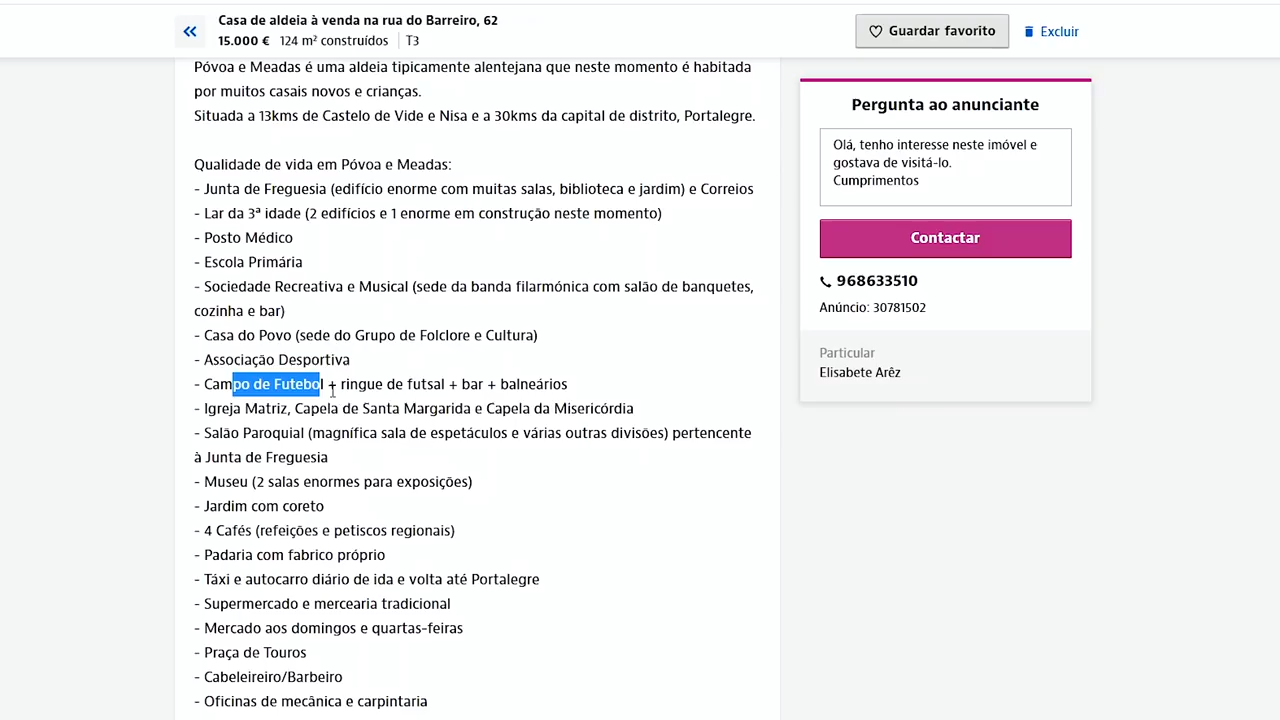 Casa de aldeia à venda na rua do Barreiro, 62
15.000 € 124 m² construídos T3
Guardar favorito
Excluir
Póvoa e Meadas é uma aldeia tipicamente alentejana que neste momento é habitada
por muitos casais novos e crianças.
Situada a 13kms de Castelo de Vide e Nisa e a 30kms da capital de distrito, Portalegre.
Qualidade de vida em Póvoa e Meadas:
- Junta de Freguesia (edifício enorme com muitas salas, biblioteca e jardim) e Correios
- Lar da 3ª idade (2 edifícios e 1 enorme em construção neste momento)
- Posto Médico
- Escola Primária
- Sociedade Recreativa e Musical (sede da banda filarmónica com salão de banquetes,
cozinha e bar)
- Casa do Povo (sede do Grupo de Folclore e Cultura)
- Associação Desportiva
- Campo de Futebol + ringue de futsal + bar + balneários
- Igreja Matriz, Capela de Santa Margarida e Capela da Misericórdia
- Salão Paroquial (magnífica sala de espetáculos e várias outras divisões) pertencente
à Junta de Freguesia
- Museu (2 salas enormes para exposições)
- Jardim com coreto
- 4 Cafés (refeições e petiscos regionais)
- Padaria com fabrico próprio
- Táxi e autocarro diário de ida e volta até Portalegre
- Supermercado e mercearia tradicional
- Mercado aos domingos e quartas-feiras
- Praça de Touros
- Cabeleireiro/Barbeiro
- Oficinas de mecânica e carpintaria
Pergunta ao anunciante
Olá, tenho interesse neste imóvel e
gostava de visitá-lo.
Cumprimentos
Contactar
968633510
Anúncio: 30781502
Particular
Elisabete Arêz